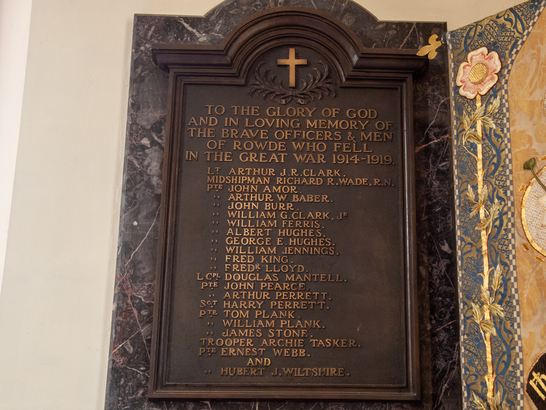 TO THE GLORY OF GOD
AND IN LOVING MEMORY OF
THE BRAVE OFFICERS & MEN
OF ROWDE WHO FELL
IN THE GREAT WAR 1914-1919.
LT ARTHUR J.R. CLARK.
MIDSHIPMAN RICHARD R. WADE, R.N.
PTE JOHN AMOR.
" ARTHUR W. BABER.
" JOHN BURR.
" WILLIAM G. CLARK, JR
" WILLIAM FERRIS.
" ALBERT HUGHES.
" GEORGE E HUGHES.
" WILLIAM JENNINGS.
" FRED KING.
" FREDK LLOYD.
L.CPL DOUGLAS MANTELL.
PTE JOHN PEARCE.
" ARTHUR PERRETT.
SGT HARRY PERRETT.
PTE TOM PLANK.
" WILLIAM PLANK.
" JAMES STONE.
TROOPER ARCHIE TASKER.
PTE ERNEST WEBB.
AND
" HUBERT J. WILTSHIRE.